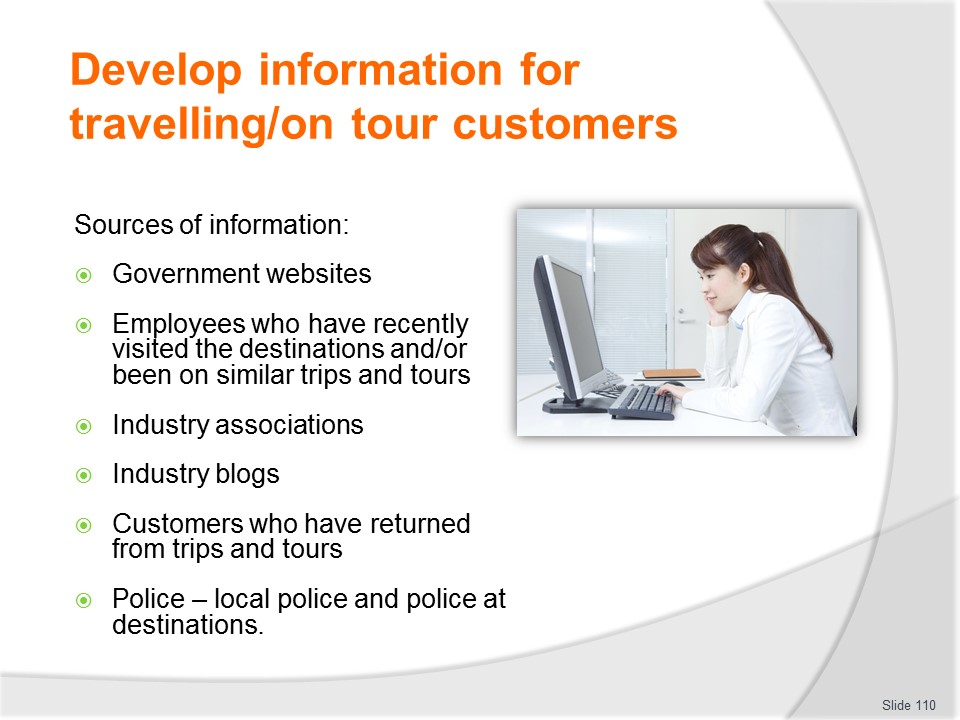 Develop information for
travelling/on tour customers
Sources of information:
Government websites
Employees who have recently
visited the destinations and/or
been on similar trips and tours
Industry associations
Industry blogs
Customers who have returned
from trips and tours
Police – local police and police at
destinations.
Slide 110